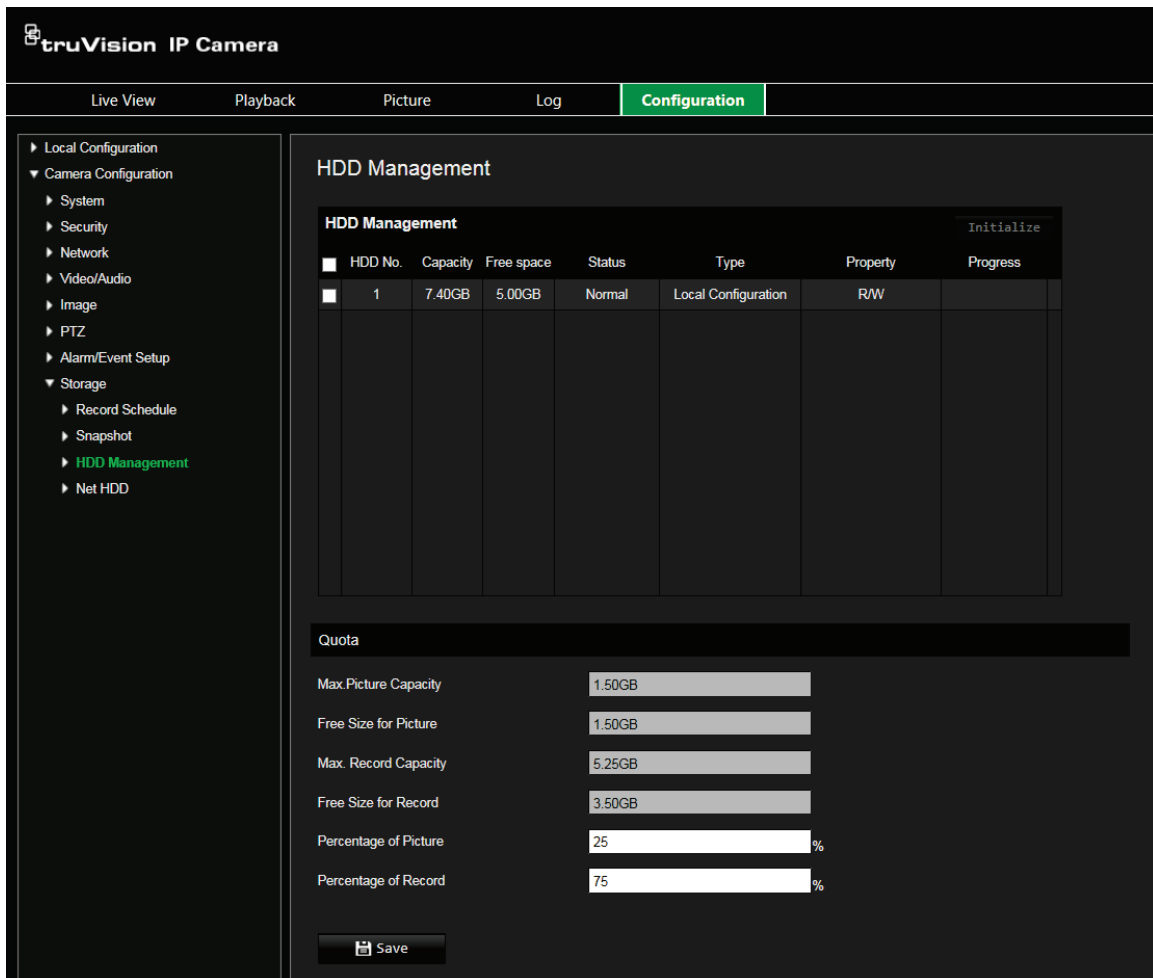 truVision IP Camera
Live View Playback Picture Log Configuration
Local Configuration
Camera Configuration
System
Security
Network
Video/Audio
Image
PTZ
Alarm/Event Setup
Storage
Record Schedule
Snapshot
HDD Management
Net HDD
HDD Management
HDD Management Initialize
HDD No. Capacity Free space Status Type Property Progress
1 7.40GB 5.00GB Normal Local Configuration R/W
Quota
Max.Picture Capacity 1.50GB
Free Size for Picture 1.50GB
Max. Record Capacity 5.25GB
Free Size for Record 3.50GB
Percentage of Picture 25 %
Percentage of Record 75 %
Save